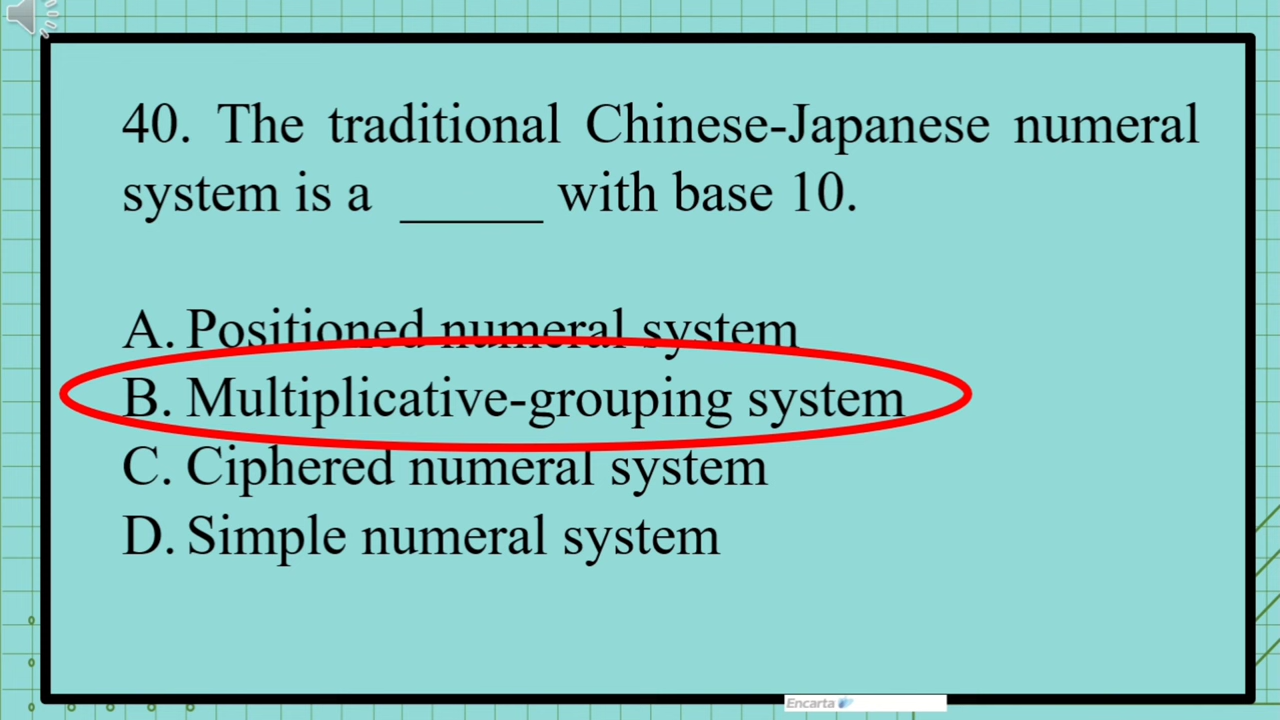 40. The traditional Chinese-Japanese numeral
system is a _____ with base 10.
A. Positioned numeral system
B. Multiplicative-grouping system
C. Ciphered numeral system
D. Simple numeral system
Encarta